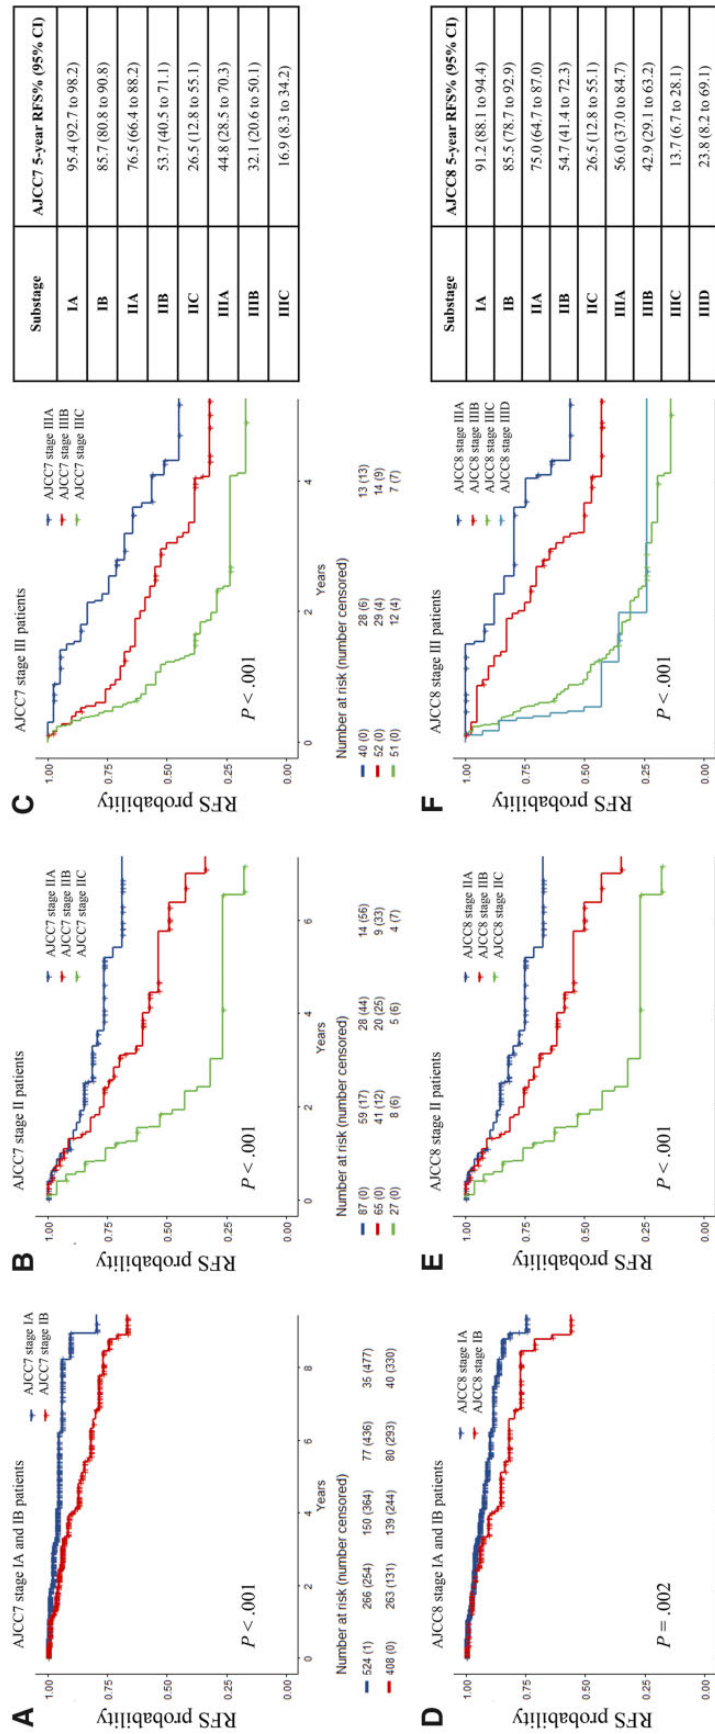 A
AJCC7 stage IA and IB patients
AJCC7 stage IA
AJCC7 stage IB
RFS probability
1.00
0.75
0.50
0.25
0.00
P < .001
0 2 4 6 8
Years
Number at risk (number censored)
524 (1) 266 (254) 150 (364) 77 (436) 35 (477)
408 (0) 263 (131) 139 (244) 80 (293) 40 (330)
B
AJCC7 stage II patients
AJCC7 stage IIA
AJCC7 stage IIB
AJCC7 stage IIC
RFS probability
1.00
0.75
0.50
0.25
0.00
P < .001
0 2 4 6
Years
Number at risk (number censored)
87 (0) 59 (17) 28 (44) 14 (56)
65 (0) 41 (12) 20 (25) 9 (33)
27 (0) 8 (6) 5 (6) 4 (7)
C
AJCC7 stage III patients
AJCC7 stage IIIA
AJCC7 stage IIIB
AJCC7 stage IIIC
RFS probability
1.00
0.75
0.50
0.25
0.00
P < .001
0 2 4
Years
Number at risk (number censored)
40 (0) 28 (6) 13 (13)
52 (0) 29 (4) 14 (9)
51 (0) 12 (4) 7 (7)
Substage AJCC7 5-year RFS% (95% CI)
IA 95.4 (92.7 to 98.2)
IB 85.7 (80.8 to 90.8)
IIA 76.5 (66.4 to 88.2)
IIB 53.7 (40.5 to 71.1)
IIC 26.5 (12.8 to 55.1)
IIIA 44.8 (28.5 to 70.3)
IIIB 32.1 (20.6 to 50.1)
IIIC 16.9 (8.3 to 34.2)
D
AJCC8 stage IA and IB patients
AJCC8 stage IA
AJCC8 stage IB
RFS probability
1.00
0.75
0.50
0.25
0.00
P = .002
E
AJCC8 stage II patients
AJCC8 stage IIA
AJCC8 stage IIB
AJCC8 stage IIC
RFS probability
1.00
0.75
0.50
0.25
0.00
P < .001
F
AJCC8 stage III patients
AJCC8 stage IIIA
AJCC8 stage IIIB
AJCC8 stage IIIC
AJCC8 stage IIID
RFS probability
1.00
0.75
0.50
0.25
0.00
P < .001
Substage AJCC8 5-year RFS% (95% CI)
IA 91.2 (88.1 to 94.4)
IB 85.5 (78.7 to 92.9)
IIA 75.0 (64.7 to 87.0)
IIB 54.7 (41.4 to 72.3)
IIC 26.5 (12.8 to 55.1)
IIIA 56.0 (37.0 to 84.7)
IIIB 42.9 (29.1 to 63.2)
IIIC 13.7 (6.7 to 28.1)
IIID 23.8 (8.2 to 69.1)